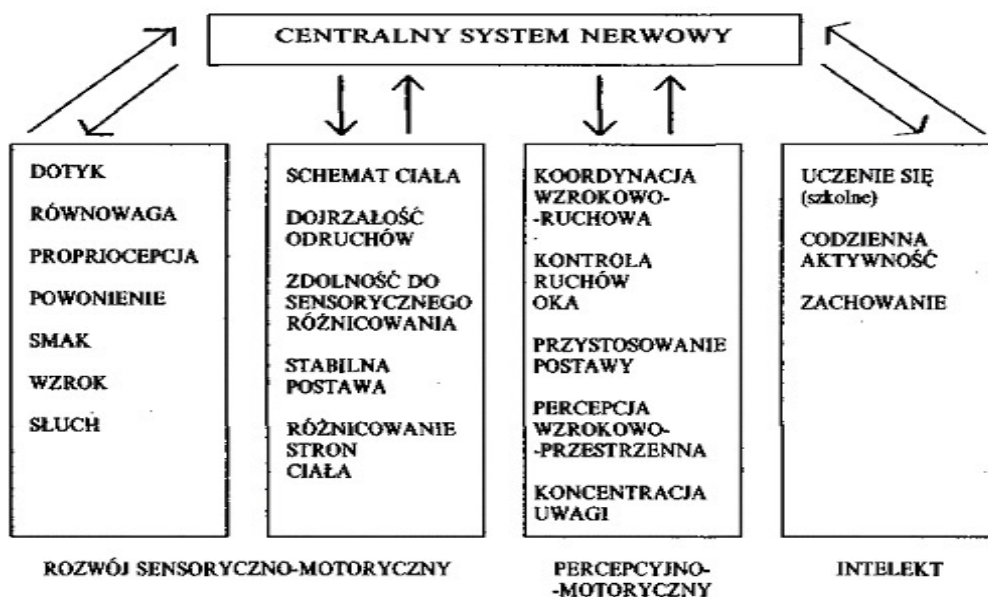 CENTRALNY SYSTEM NERWOWY
DOTYK
RÓWNOWAGA
PROPRIOCEPCJA
POWONIENIE
SMAK
WZROK
SŁUCH
SCHEMAT CIAŁA
DOJRZAŁOŚĆ
ODRUCHÓW
ZDOLNOŚĆ DO
SENSORYCZNEGO
RÓŻNICOWANIA
STABILNA
POSTAWA
RÓŻNICOWANIE
STRON
CIAŁA
KOORDYNACJA
WZROKOWO-
-RUCHOWA
KONTROLA
RUCHÓW
OKA
PRZYSTOSOWANIE
POSTAWY
PERCEPCJA
WZROKOWO-
-PRZESTRZENNA
KONCENTRACJA
UWAGI
UCZENIE SIĘ
(szkolne)
CODZIENNA
AKTYWNOŚĆ
ZACHOWANIE
ROZWÓJ SENSORYCZNO-MOTORYCZNY
PERCEPCYJNO-
-MOTORYCZNY
INTELEKT